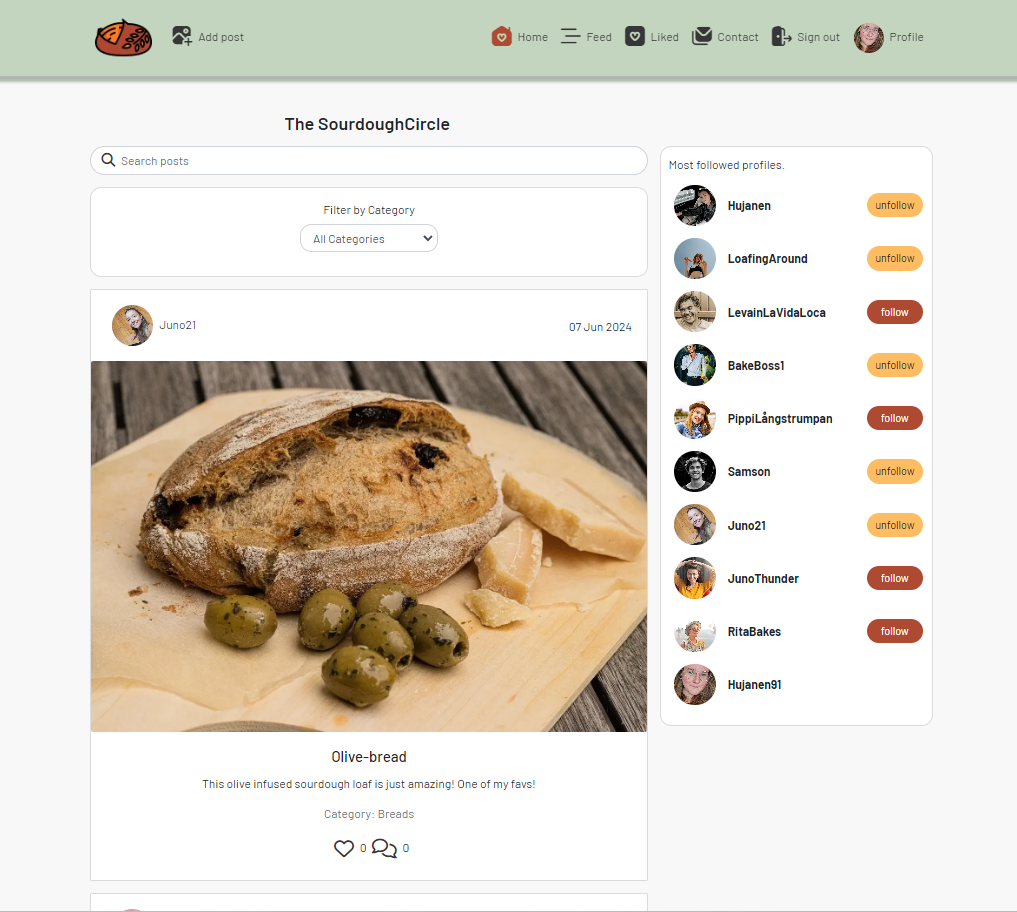 Add post
Home
Feed
Liked
Contact
Sign out
Profile
The SourdoughCircle
Search posts
Filter by Category
All Categories
Juno21
07 Jun 2024
Olive-bread
This olive infused sourdough loaf is just amazing! One of my favs!
Category: Breads
0
0
Most followed profiles.
Hujanen
unfollow
LoafingAround
unfollow
LevainLaVidaLoca
follow
BakeBoss1
unfollow
PippiLångstrumpan
follow
Samson
unfollow
Juno21
unfollow
JunoThunder
follow
RitaBakes
follow
Hujanen91